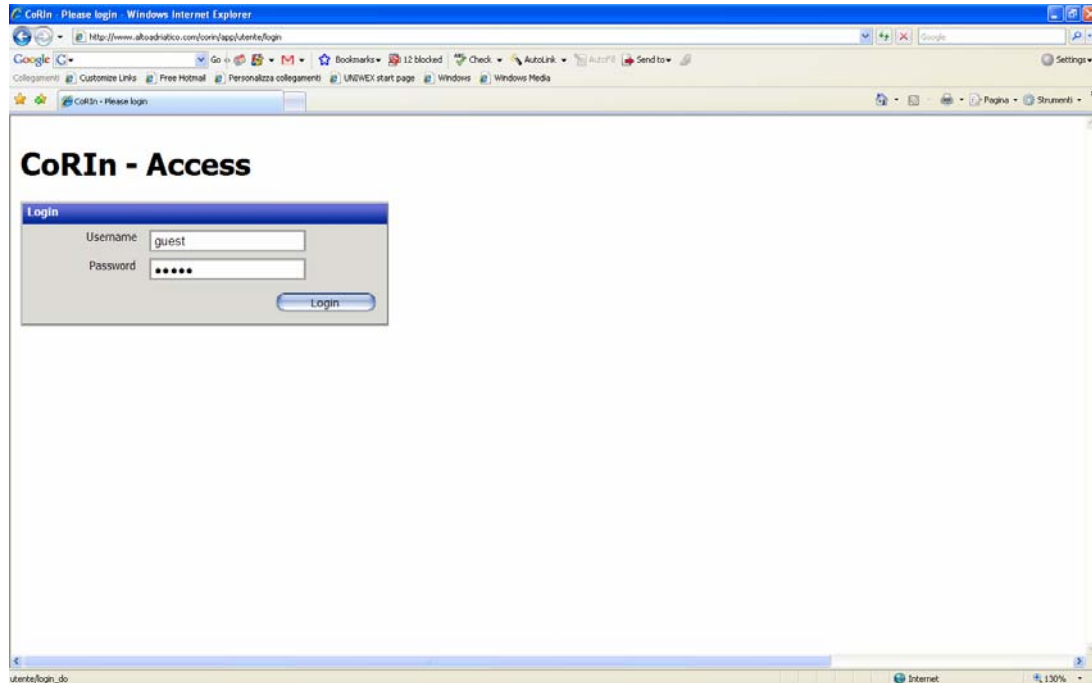 CoRIn - Please login - Windows Internet Explorer
http://www.altoadriatico.com/corin/app/utente/login
Google
Google G Go Bookmarks 12 blocked Check AutoLink AutoFill Send to Settings
Collegamenti Customize Links Free Hotmail Personalizza collegamenti UNIWEX start page Windows Windows Media
CoRIn - Please login Pagina Strumenti
CoRIn - Access
Login
Username guest
Password •••••
Login
utente/login_do Internet 130%